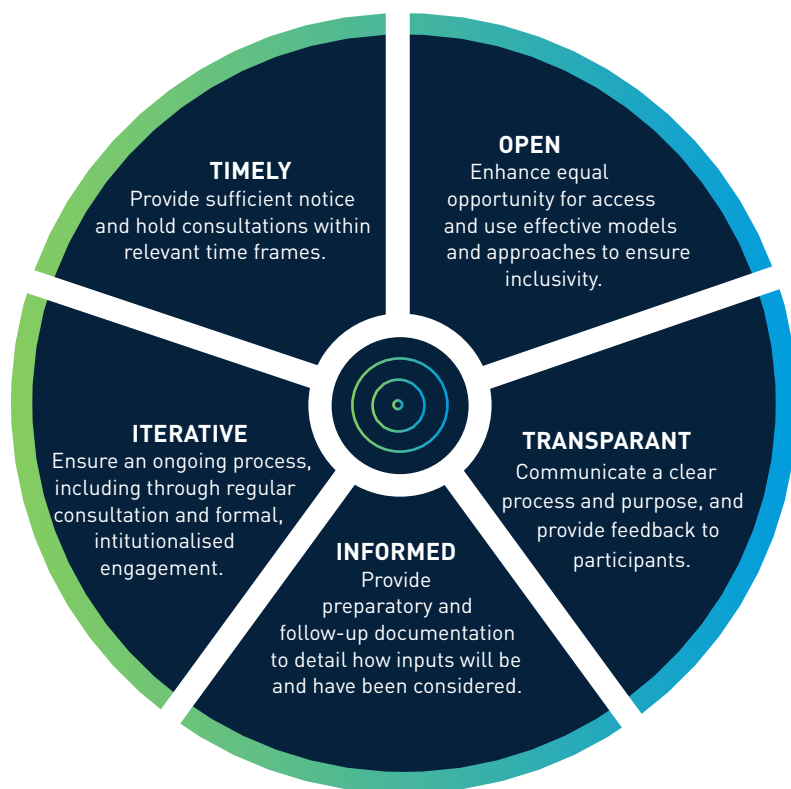 TIMELY
Provide sufficient notice
and hold consultations within
relevant time frames.
OPEN
Enhance equal
opportunity for access
and use effective models
and approaches to ensure
inclusivity.
TRANSPARANT
Communicate a clear
process and purpose, and
provide feedback to
participants.
INFORMED
Provide
preparatory and
follow-up documentation
to detail how inputs will be
and have been considered.
ITERATIVE
Ensure an ongoing process,
including through regular
consultation and formal,
intitutionalised
engagement.